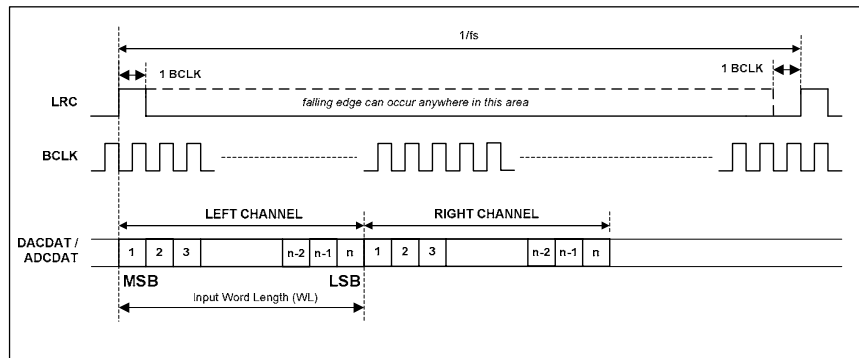 1/fs
1 BCLK
1 BCLK
LRC
falling edge can occur anywhere in this area
BCLK
LEFT CHANNEL
RIGHT CHANNEL
DACDAT /
ADCDAT
1 2 3 n-2 n-1 n 1 2 3 n-2 n-1 n
MSB LSB
Input Word Length (WL)